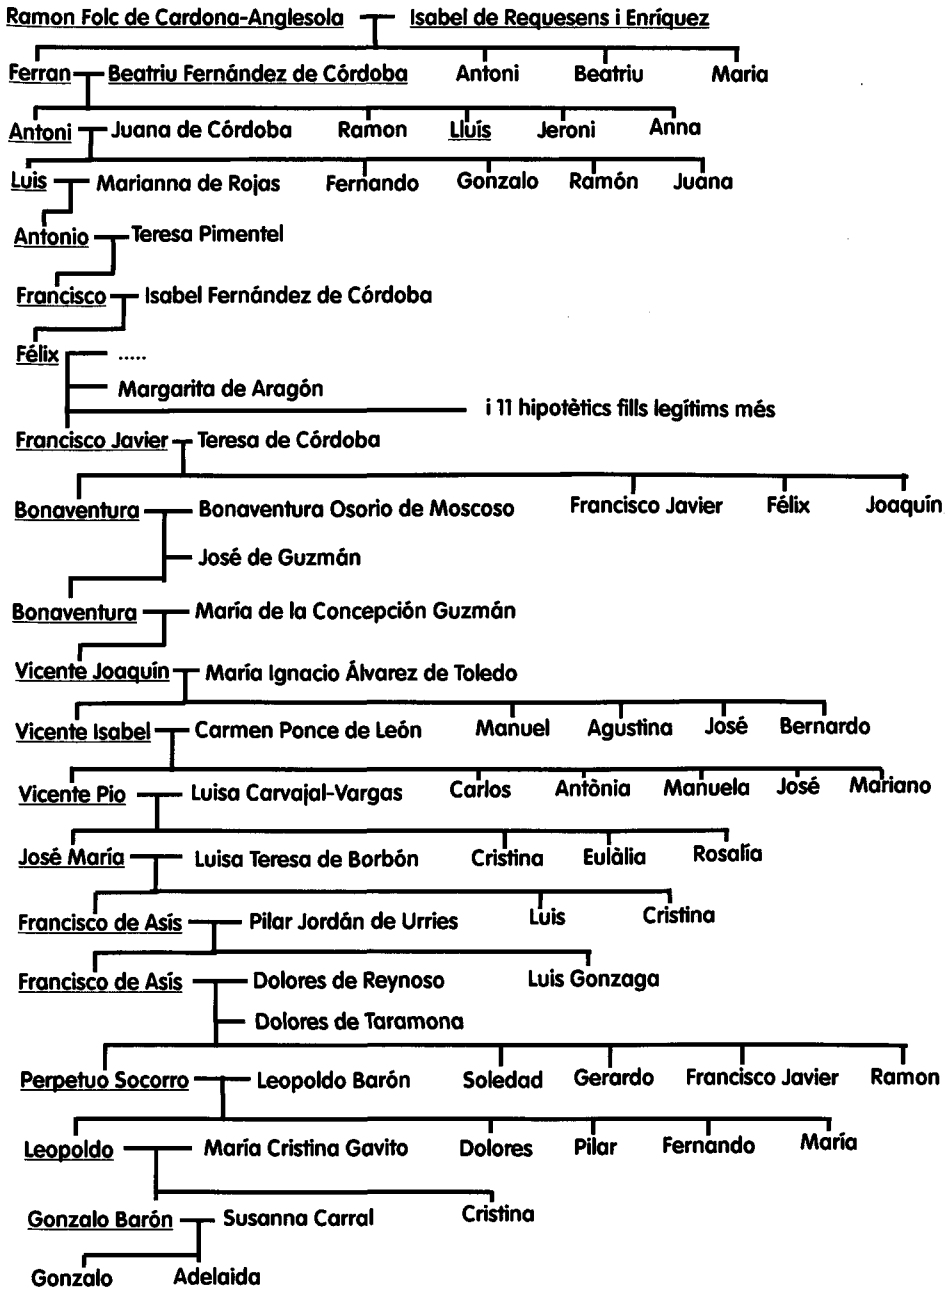 Ramon Folc de Cardona-Anglesola Isabel de Requesens i Enríquez
Ferran Beatriu Fernández de Córdoba Antoni Beatriu Maria
Antoni Juana de Córdoba Ramon Lluís Jeroni Anna
Luis Marianna de Rojas Fernando Gonzalo Ramón Juana
Antonio Teresa Pimentel
Francisco Isabel Fernández de Córdoba
Félix .....
Margarita de Aragón
i 11 hipotètics fills legítims més
Francisco Javier Teresa de Córdoba
Bonaventura Bonaventura Osorio de Moscoso Francisco Javier Félix Joaquín
José de Guzmán
Bonaventura María de la Concepción Guzmán
Vicente Joaquín María Ignacio Álvarez de Toledo
Vicente Isabel Carmen Ponce de León Manuel Agustina José Bernardo
Vicente Pio Luisa Carvajal-Vargas Carlos Antònia Manuela José Mariano
José María Luisa Teresa de Borbón Cristina Eulàlia Rosalía
Francisco de Asís Pilar Jordán de Urries Luis Cristina
Francisco de Asís Dolores de Reynoso Luis Gonzaga
Dolores de Taramona
Perpetuo Socorro Leopoldo Barón Soledad Gerardo Francisco Javier Ramon
Leopoldo María Cristina Gavito Dolores Pilar Fernando María
Gonzalo Barón Susanna Carral Cristina
Gonzalo Adelaida